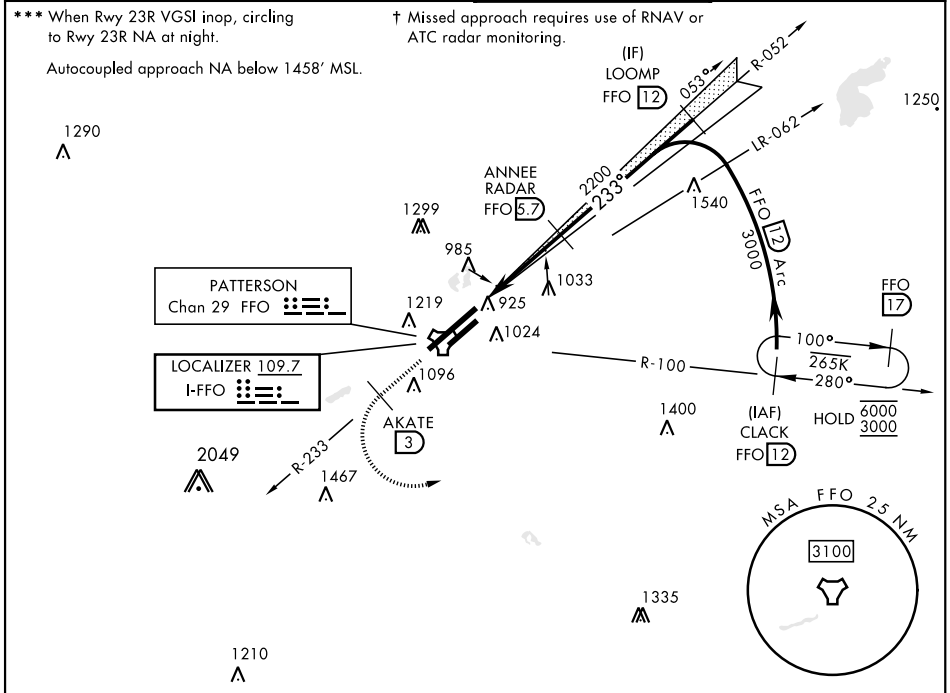 *** When Rwy 23R VGSI inop, circling
to Rwy 23R NA at night.
Autocoupled approach NA below 1458' MSL.
† Missed approach requires use of RNAV or
ATC radar monitoring.
(IF)
LOOMP
FFO 12
053°
R-052
1250
LR-062
1290
ANNEE
RADAR
FFO 5.7
2200
233°
1540
FFO 12 Arc
3000
1299
985
1033
PATTERSON
Chan 29 FFO
1219
925
1024
FFO
17
LOCALIZER 109.7
I-FFO
R-100
100°
265K
280°
1096
AKATE
3
1400
(IAF)
CLACK
FFO 12
HOLD 6000
3000
2049
R-233
1467
MSA FFO 25 NM
3100
1335
1210